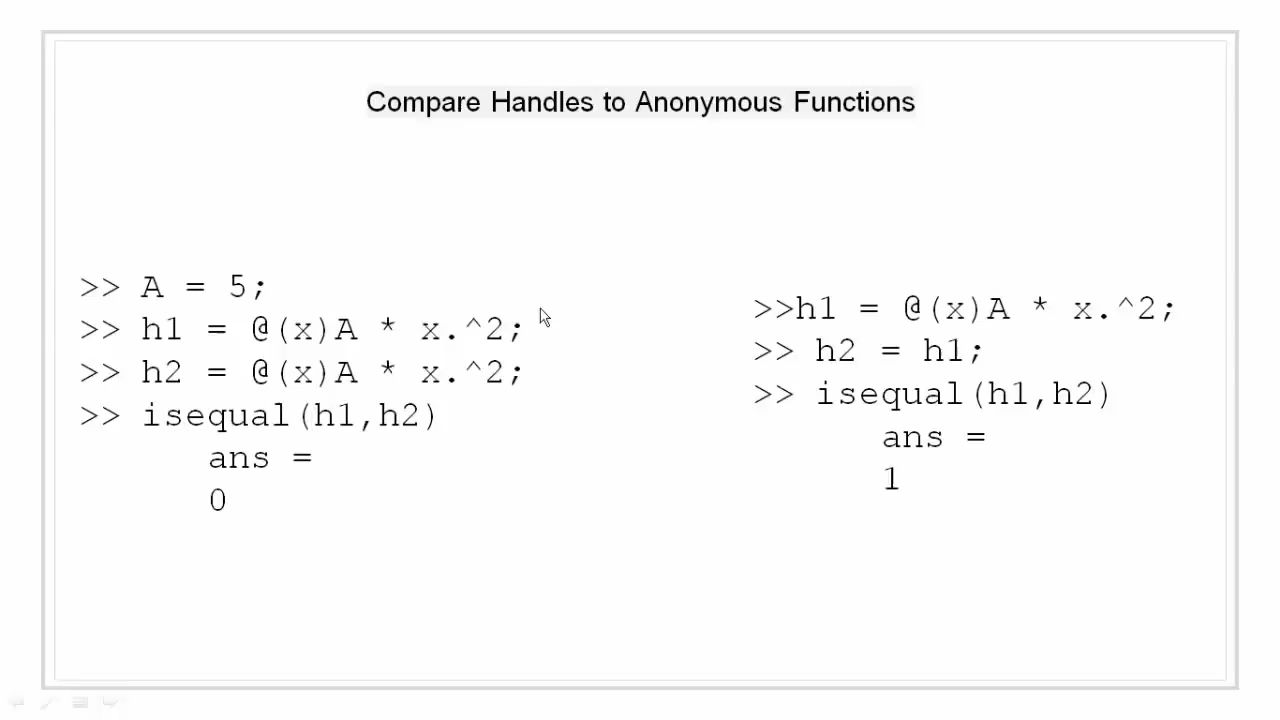 Compare Handles to Anonymous Functions
>> A = 5;
>> h1 = @(x)A * x.^2;
>> h2 = @(x)A * x.^2;
>> isequal(h1,h2)
ans =
0
>>h1 = @(x)A * x.^2;
>> h2 = h1;
>> isequal(h1,h2)
ans =
1